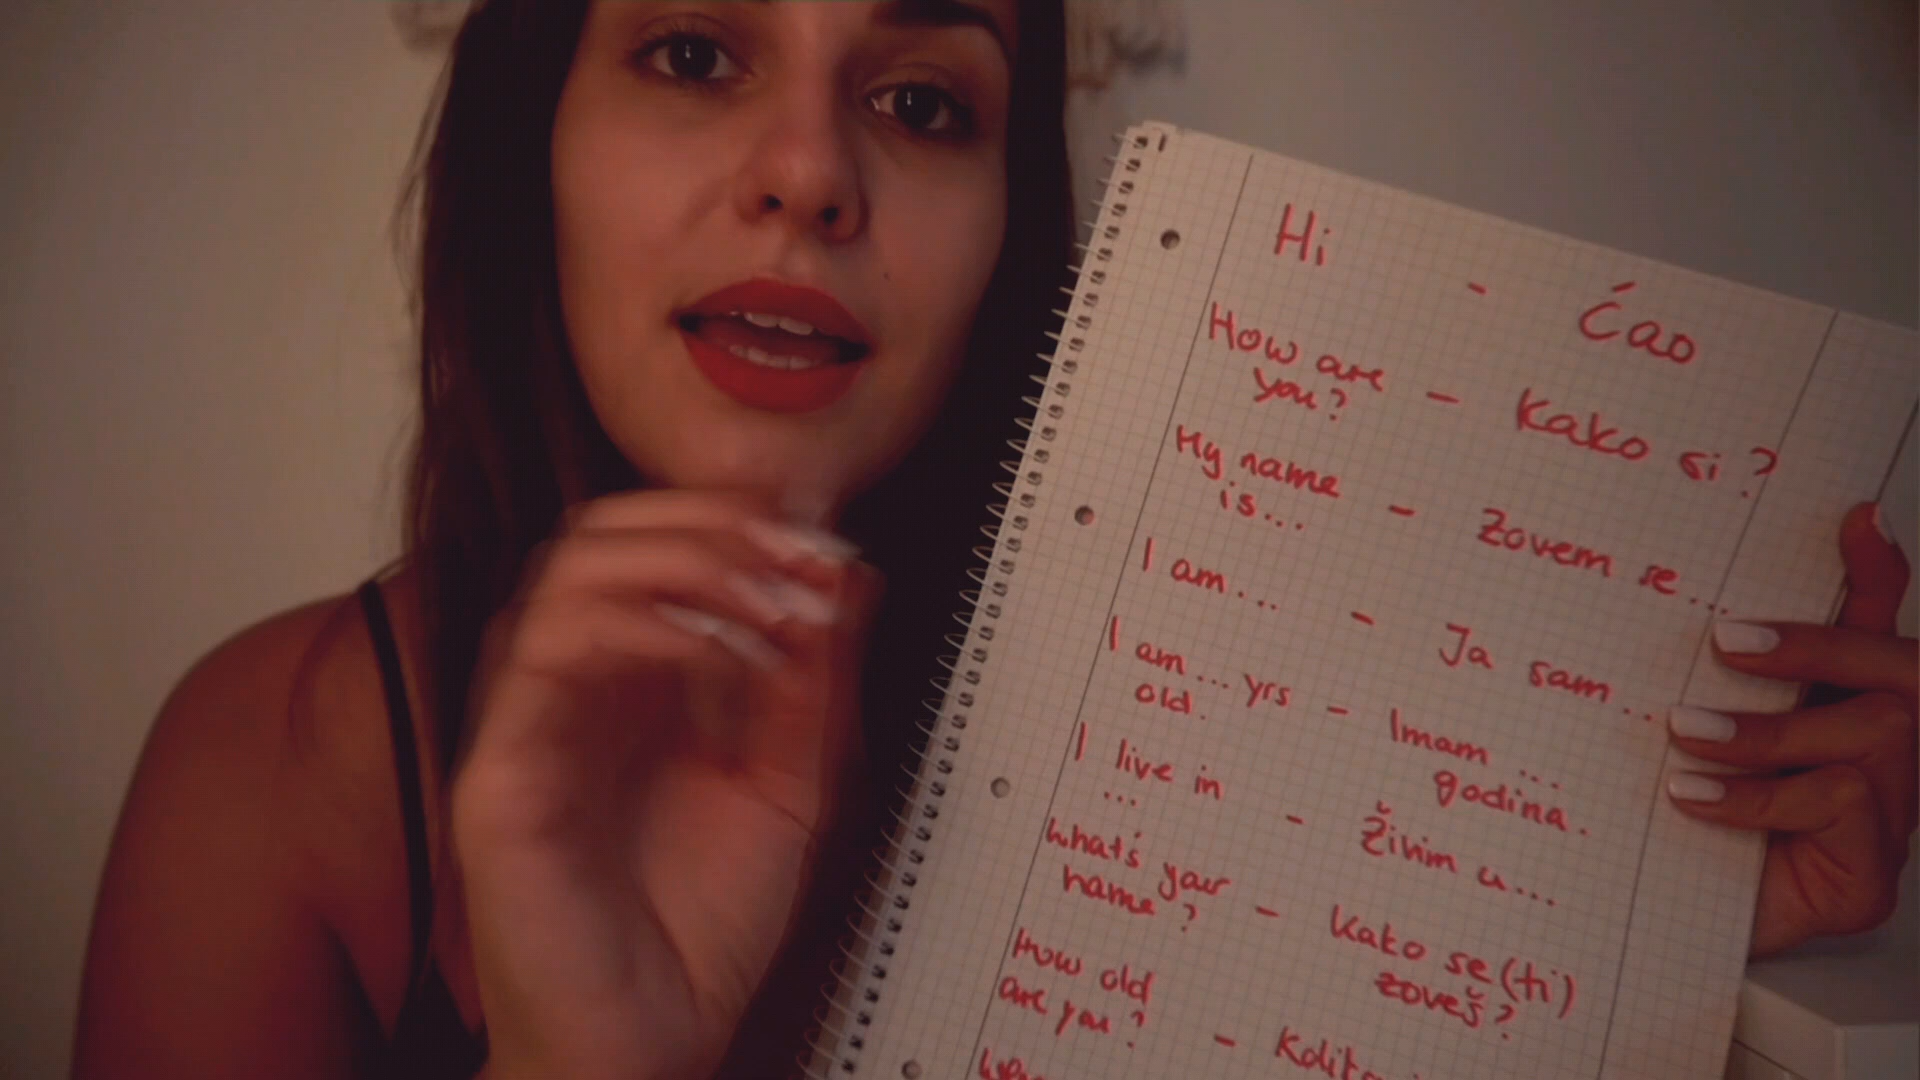 Hi - Ćao
How are - Kako si?
you?
My name - Zovem se...
is...
I am... - Ja sam...
I am... yrs - Imam ...
old. godina.
I live in - Živim u...
...
what's your - Kako se (ti)
name? zoveš?
How old
are you? -